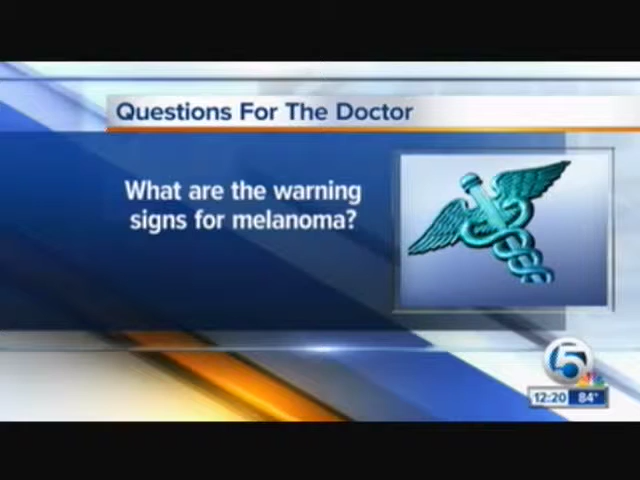 Questions For The Doctor
What are the warning
signs for melanoma?
5
12:20 84°